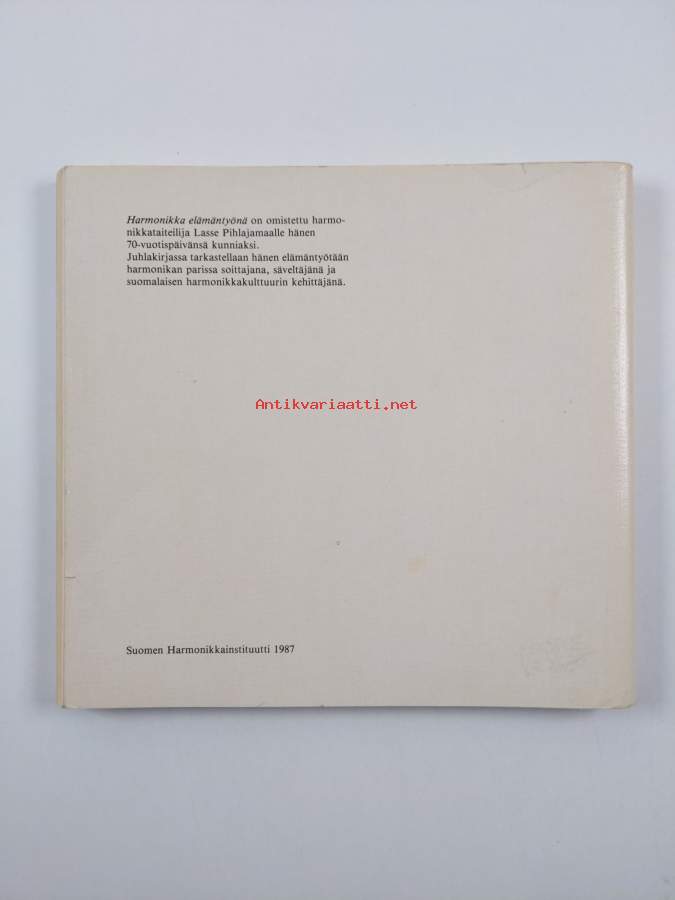 Harmonikka elämäntyönä on omistettu harmo-
nikkataiteilija Lasse Pihlajamaalle hänen
70-vuotispäivänsä kunniaksi.
Juhlakirjassa tarkastellaan hänen elämäntyötään
harmonikan parissa soittajana, säveltäjänä ja
suomalaisen harmonikkakulttuurin kehittäjänä.
Antikvariaatti.net
Suomen Harmonikkainstituutti 1987